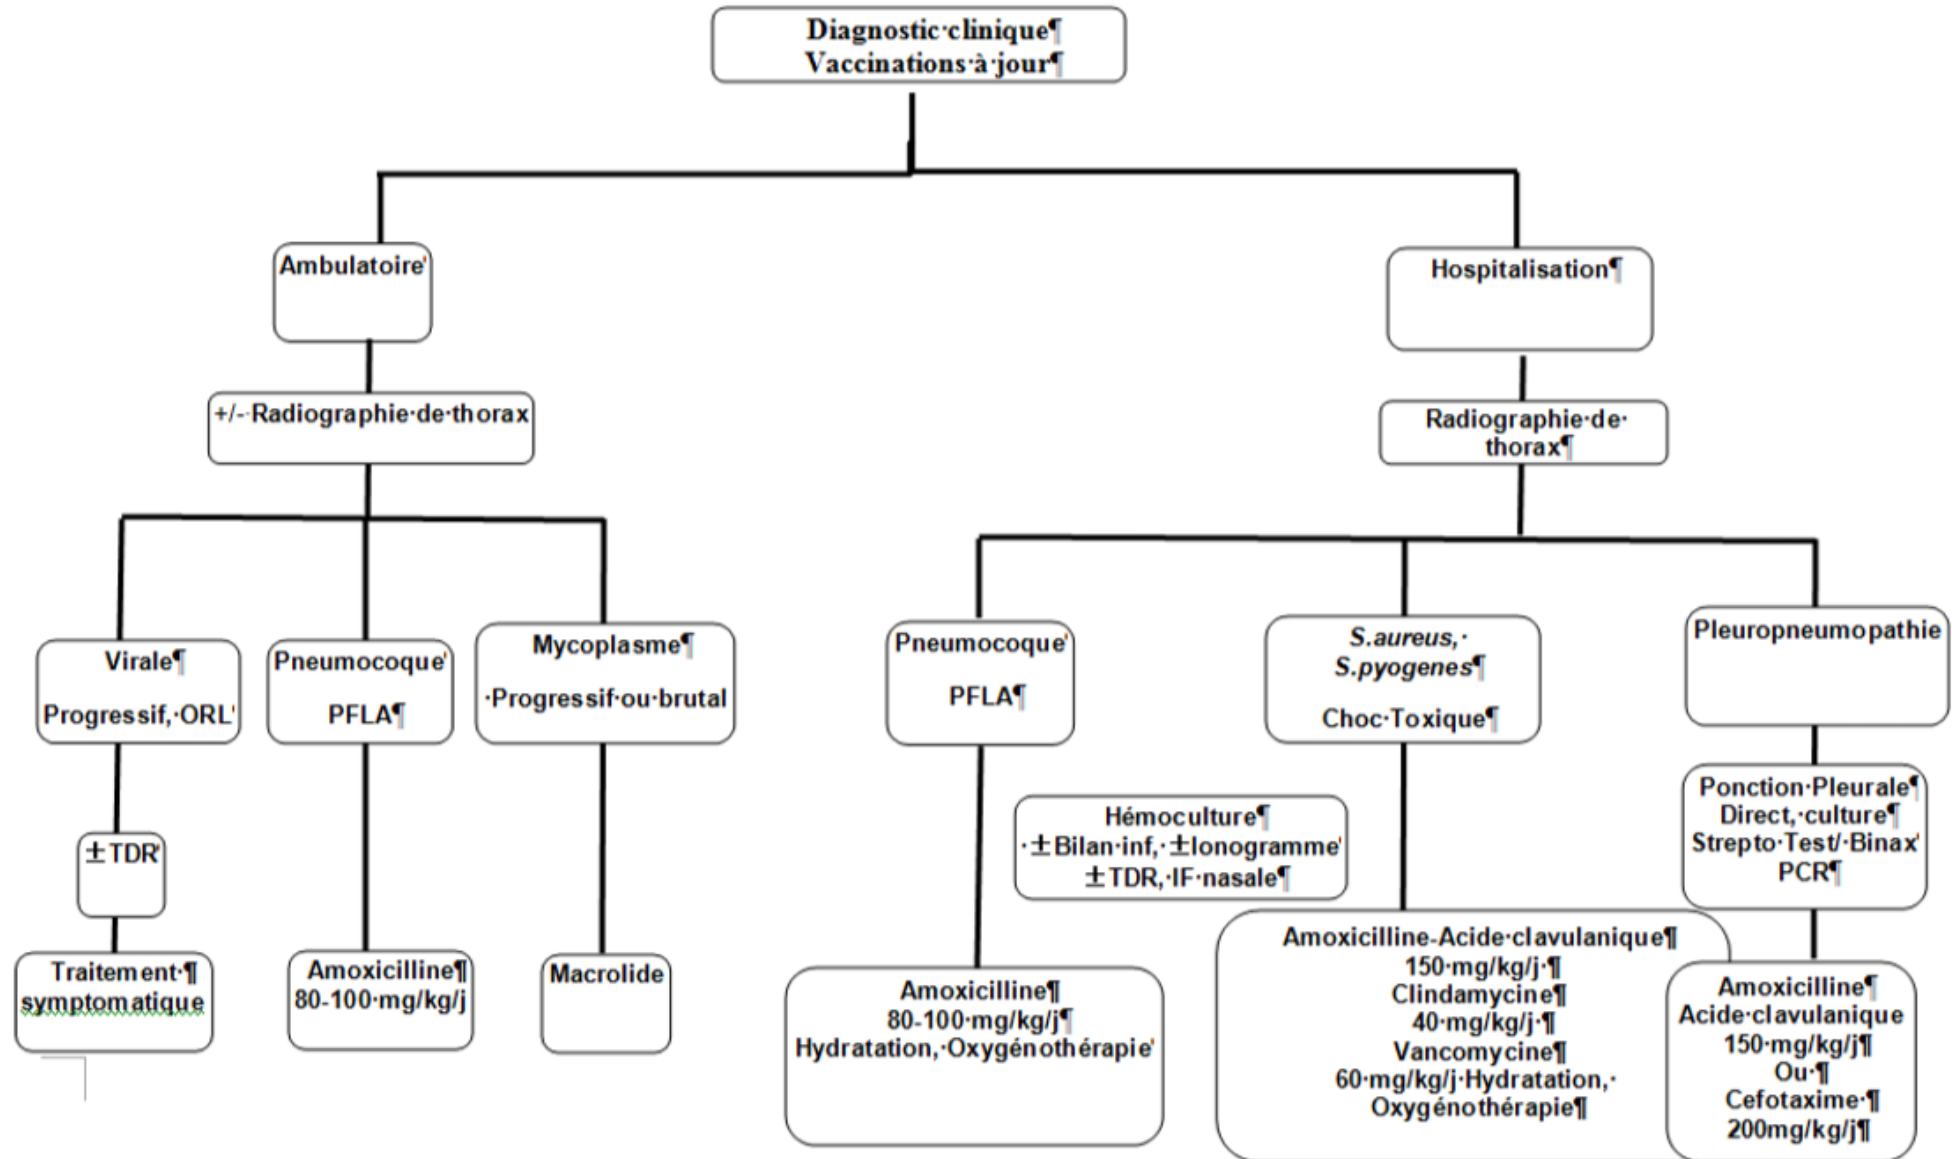 Diagnostic·clinique¶
Vaccinations·à·jour¶
Ambulatoire
Hospitalisation¶
+/-·Radiographie·de·thorax
Radiographie·de·
thorax¶
Virale¶
Progressif,·ORL
Pneumocoque
PFLA¶
Mycoplasme¶
·Progressif·ou·brutal
Pneumocoque
PFLA¶
S.aureus,·
S.pyogenes¶
Choc·Toxique¶
Pleuropneumopathie
±TDR
Hémoculture¶
·±Bilan·inf,·±Ionogramme
±TDR,·IF·nasale¶
Ponction·Pleurale¶
Direct,·culture¶
Strepto·Test/·Binax
PCR¶
Traitement·¶
symptomatique
Amoxicilline¶
80-100·mg/kg/j
Macrolide
Amoxicilline¶
80-100·mg/kg/j¶
Hydratation,·Oxygénothérapie
Amoxicilline-Acide·clavulanique¶
150·mg/kg/j·¶
Clindamycine¶
40·mg/kg/j·¶
Vancomycine¶
60·mg/kg/j·Hydratation,·
Oxygénothérapie¶
Amoxicilline¶
Acide·clavulanique
150·mg/kg/j¶
Ou·¶
Cefotaxime·¶
200mg/kg/j¶